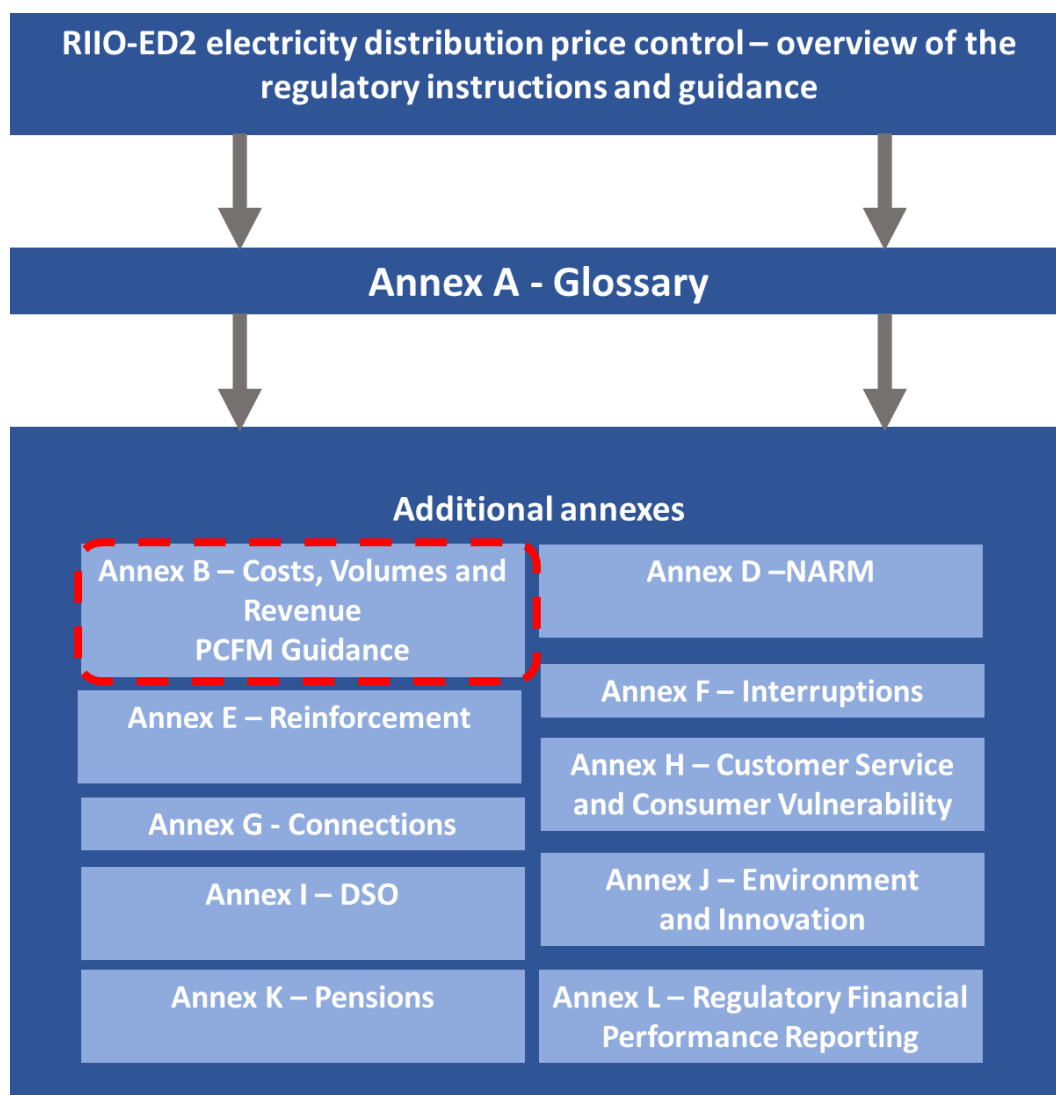 RIIO-ED2 electricity distribution price control – overview of the
regulatory instructions and guidance
Annex A - Glossary
Additional annexes
Annex B – Costs, Volumes and
Revenue
PCFM Guidance
Annex D –NARM
Annex E – Reinforcement
Annex F – Interruptions
Annex G - Connections
Annex H – Customer Service
and Consumer Vulnerability
Annex I – DSO
Annex J – Environment
and Innovation
Annex K – Pensions
Annex L – Regulatory Financial
Performance Reporting